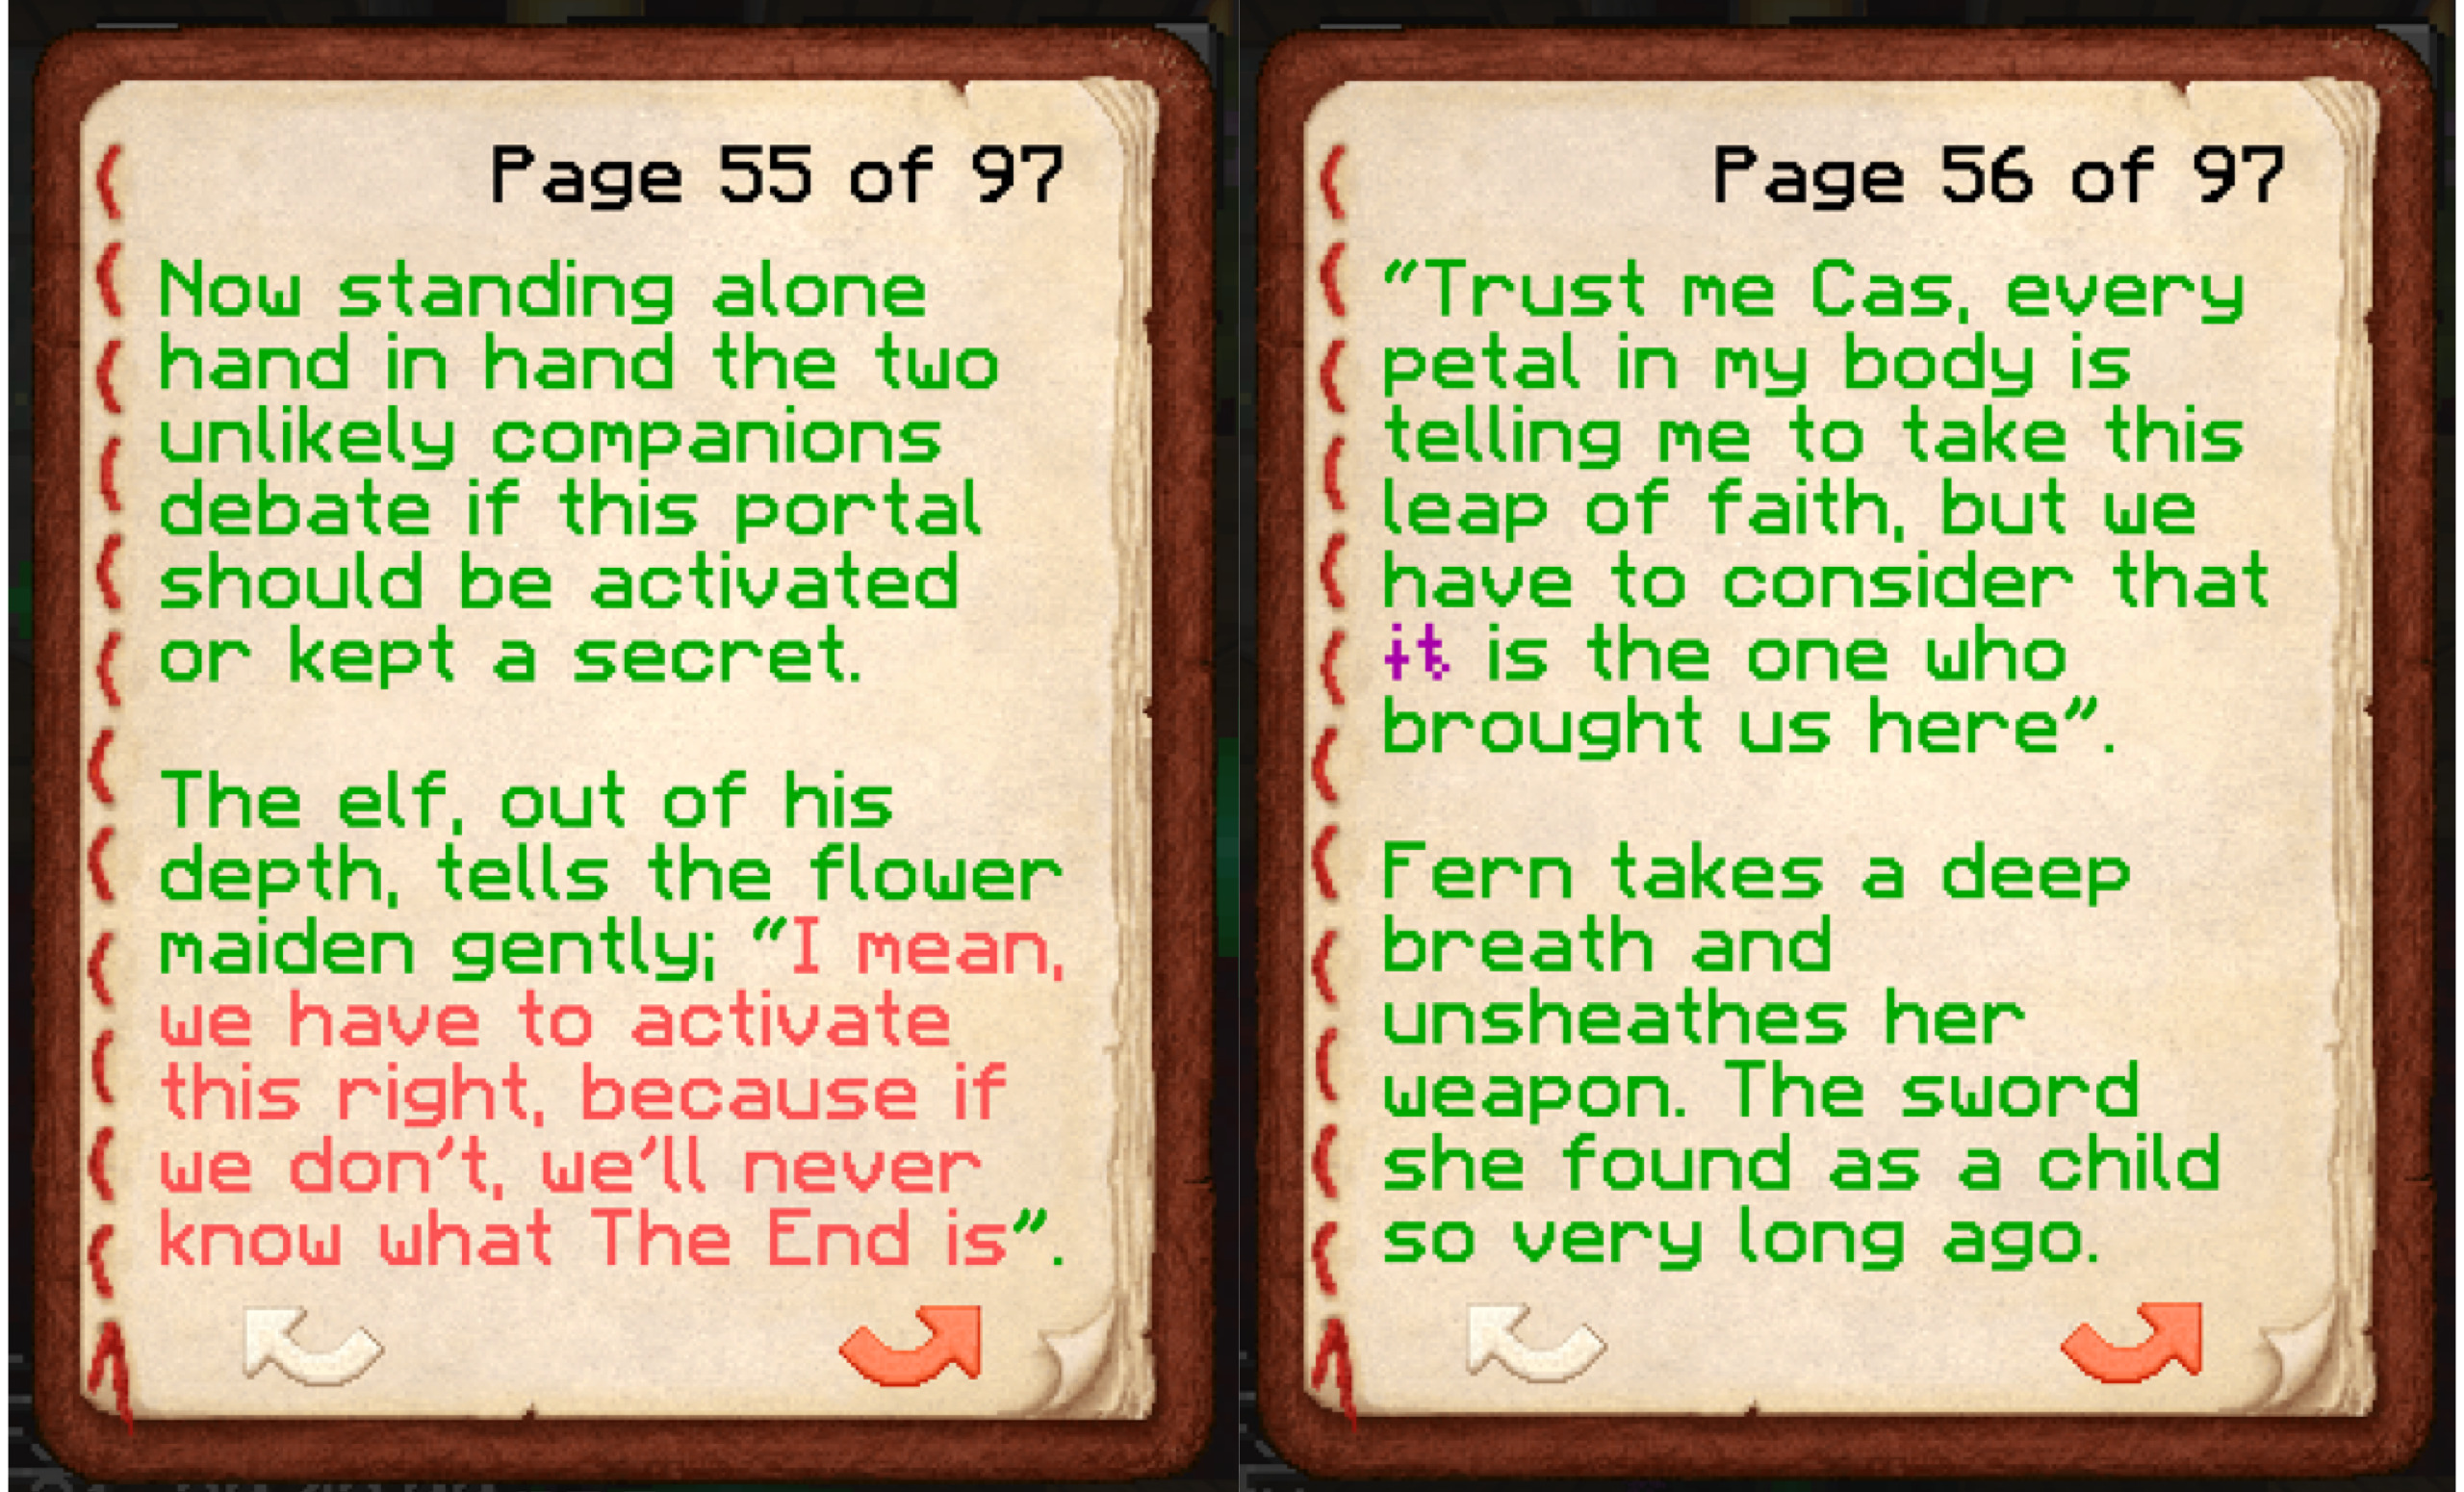 Page 55 of 97
Now standing alone
hand in hand the two
unlikely companions
debate if this portal
should be activated
or kept a secret.
The elf, out of his
depth, tells the flower
maiden gently; “I mean,
we have to activate
this right, because if
we don’t, we’ll never
know what The End is”.
Page 56 of 97
“Trust me Cas, every
petal in my body is
telling me to take this
leap of faith, but we
have to consider that
it is the one who
brought us here”.
Fern takes a deep
breath and
unsheathes her
weapon. The sword
she found as a child
so very long ago.